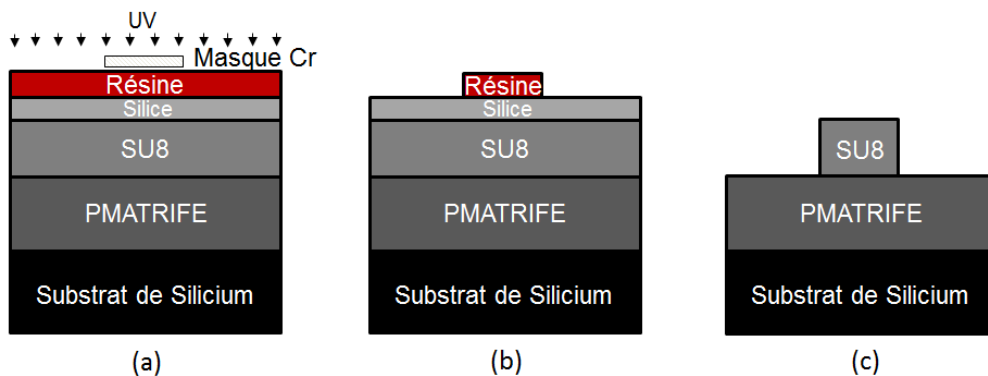 UV
Masque Cr
Résine
Silice
SU8
PMATRIFE
Substrat de Silicium
(a)
Résine
Silice
SU8
PMATRIFE
Substrat de Silicium
(b)
SU8
PMATRIFE
Substrat de Silicium
(c)